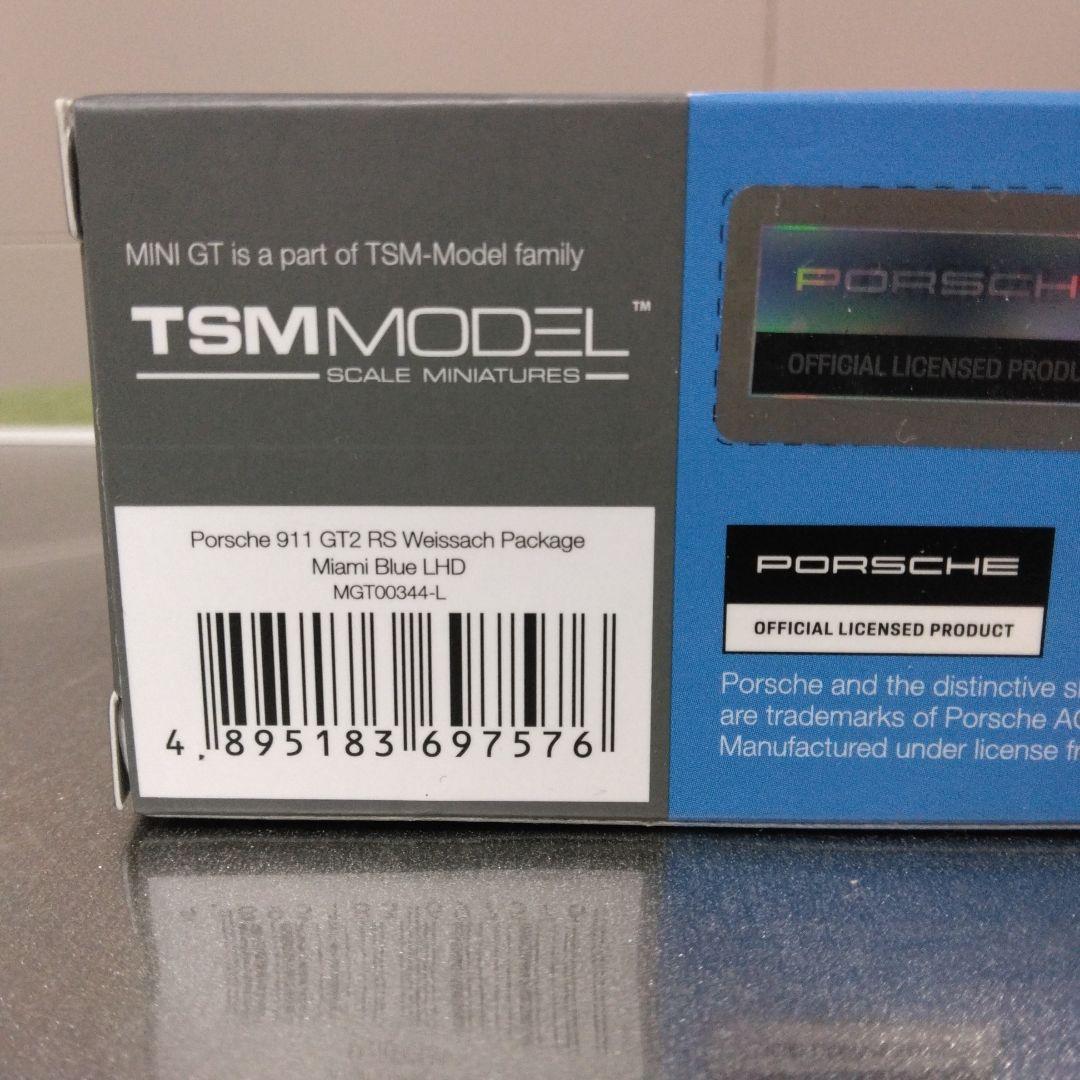 MINI GT is a part of TSM-Model family
TSMMODEL™
SCALE MINIATURES
Porsche 911 GT2 RS Weissach Package
Miami Blue LHD
MGT00344-L
4 895183 697576
PORSCH
OFFICIAL LICENSED
PORSCHE
OFFICIAL LICENSED PRODUCT
Porsche and the distinctive
are trademarks of Porsche
Manufactured under license